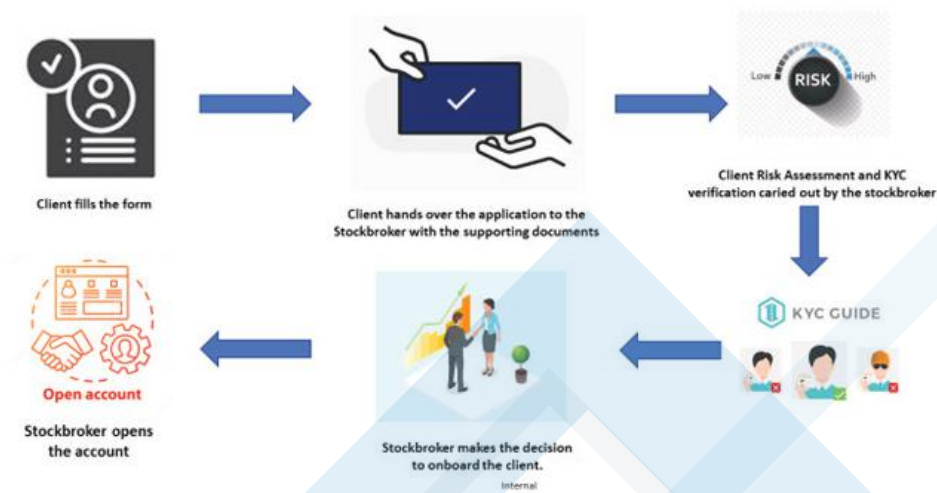 Client fills the form
Client hands over the application to the
Stockbroker with the supporting documents
Low
RISK
High
Client Risk Assessment and KYC
verification caried out by the stockbroker
KYC GUIDE
Stockbroker makes the decision
to onboard the client.
Open account
Stockbroker opens
the account
Internal